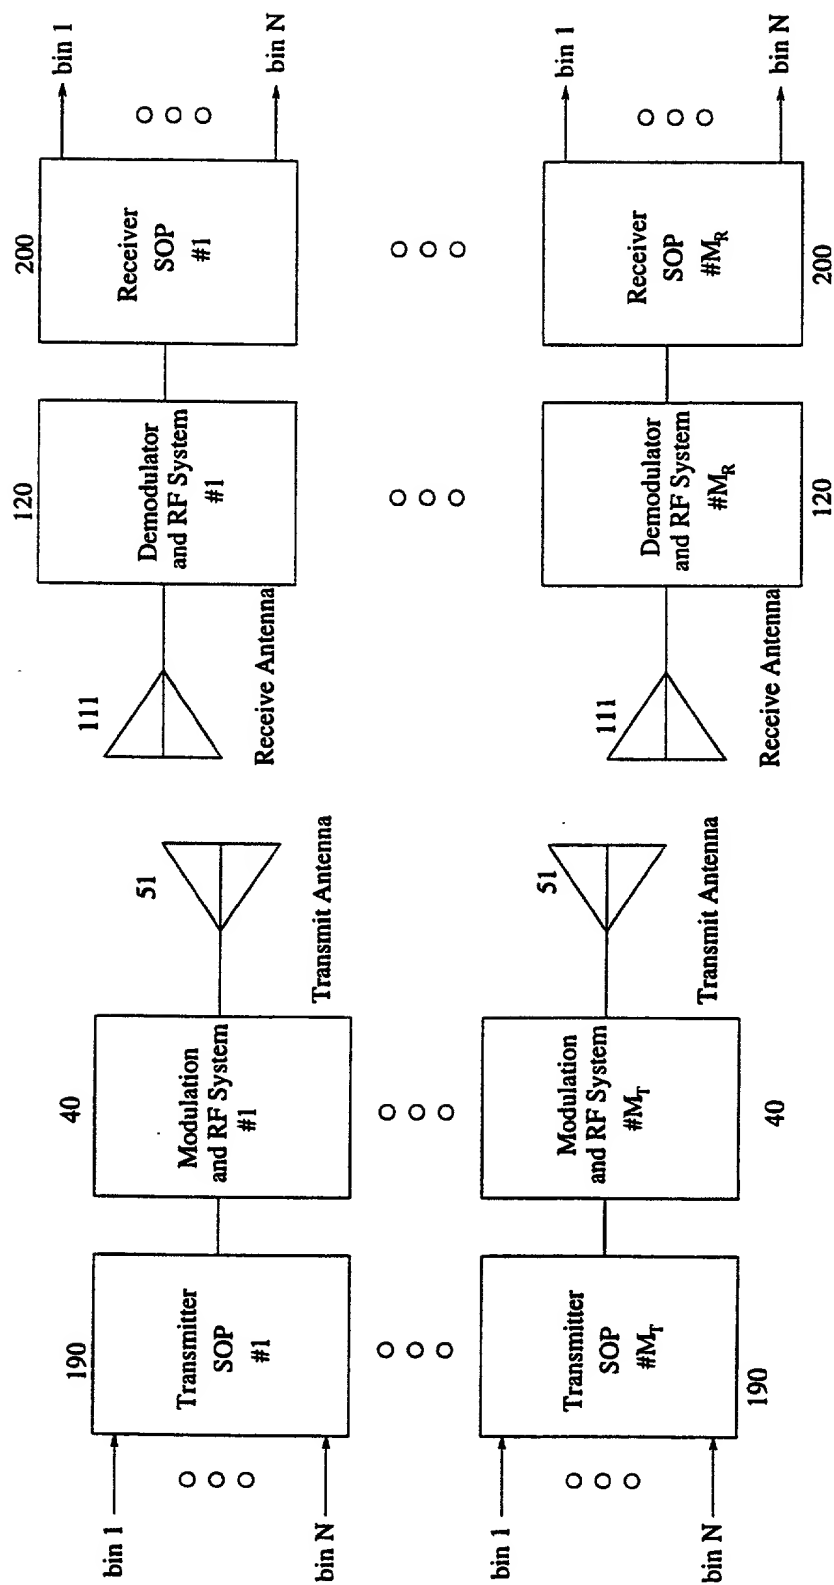 bin 1
bin N
190
Transmitter
SOP
#1
40
Modulation
and RF System
#1
51
Transmit Antenna
111
Receive Antenna
120
Demodulator
and RF System
#1
200
Receiver
SOP
#1
bin 1
bin N
bin 1
bin N
Transmitter
SOP
#M_T
190
Modulation
and RF System
#M_T
40
51
Transmit Antenna
111
Receive Antenna
Demodulator
and RF System
#M_R
120
Receiver
SOP
#M_R
200
bin 1
bin N